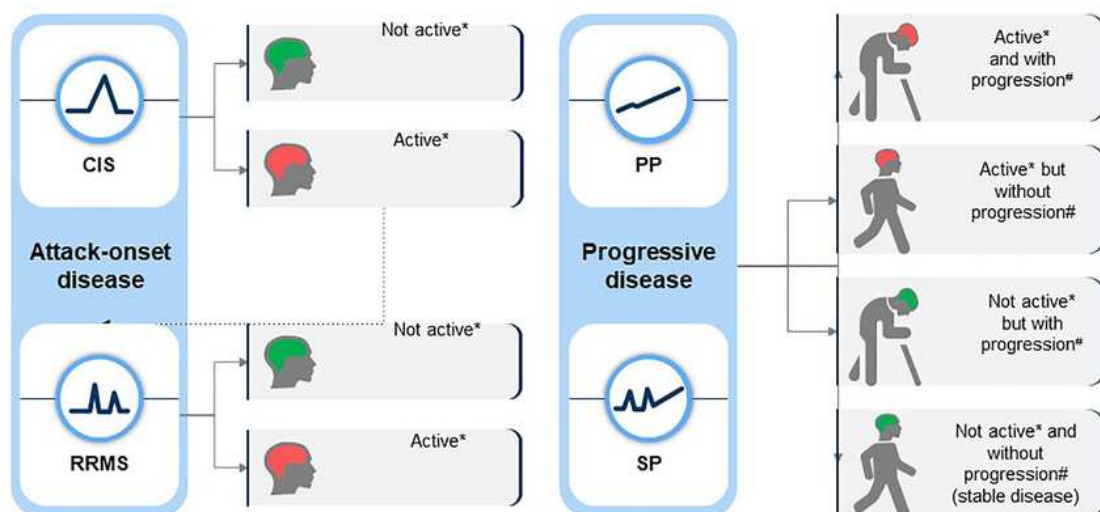 Not active*
CIS
Active*
Attack-onset
disease
Not active*
RRMS
Active*
PP
Progressive
disease
SP
Active*
and with
progression#
Active* but
without
progression#
Not active*
but with
progression#
Not active* and
without
progression#
(stable disease)